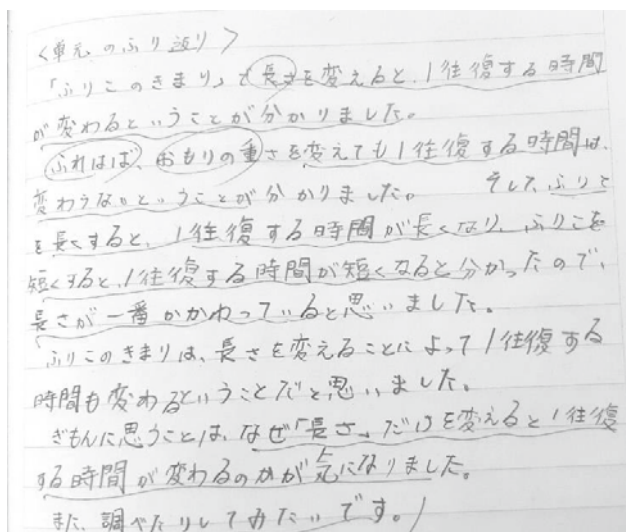 <単元のふり返り>
「ふりこのきまり」で長さを変えると、1往復する時間
が変わるということが分かりました。
ふれはば、おもりの重さを変えても1往復する時間は、
変わらないということが分かりました。 そして、ふりこ
を長くすると、1往復する時間が長くなり、ふりこを
短くすると、1往復する時間が短くなると分かったので、
長さが一番かかわっていると思いました。
ふりこのきまりは、長さを変えることによって1往復する
時間も変わるということだと思いました。
ぎもんに思うことは、なぜ「長さ」だけを変えると1往復
する時間が変わるのかが気になりました。
また、調べたりしてみたいです。